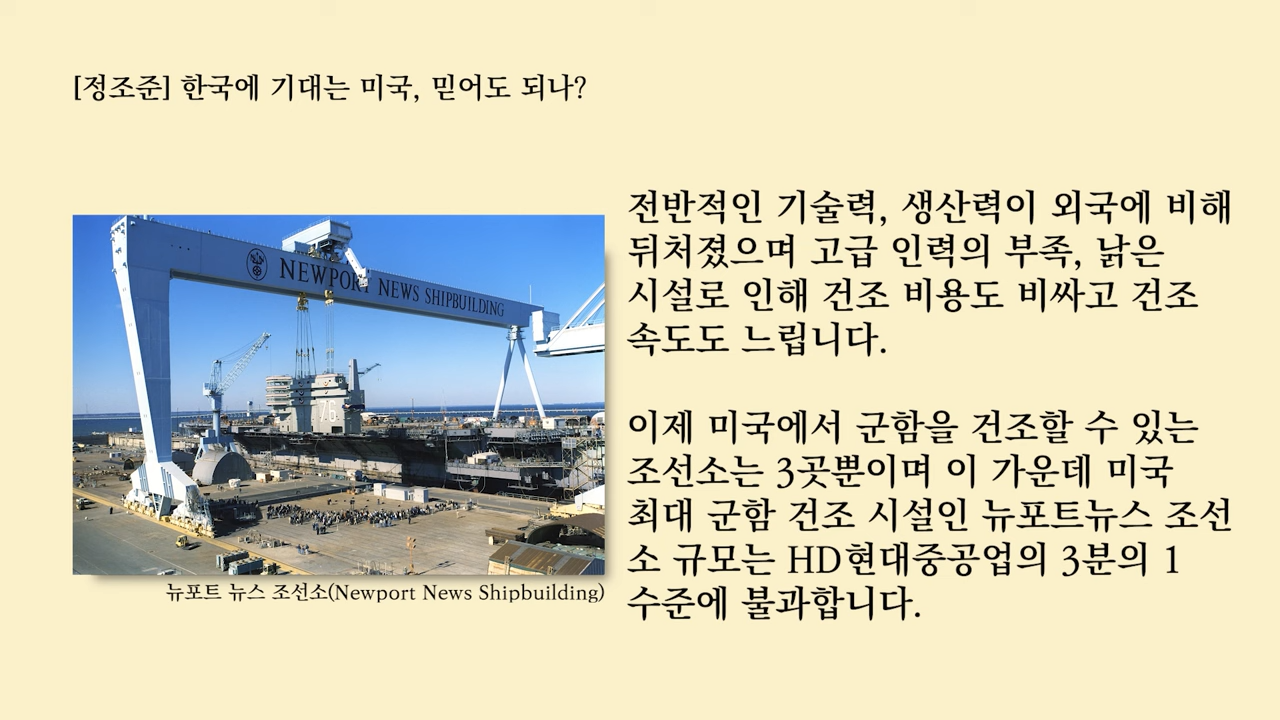 [정조준] 한국에 기대는 미국, 믿어도 되나?
NEWPORT NEWS SHIPBUILDING
76
뉴포트 뉴스 조선소(Newport News Shipbuilding)
전반적인 기술력, 생산력이 외국에 비해
뒤처졌으며 고급 인력의 부족, 낡은
시설로 인해 건조 비용도 비싸고 건조
속도도 느립니다.
이제 미국에서 군함을 건조할 수 있는
조선소는 3곳뿐이며 이 가운데 미국
최대 군함 건조 시설인 뉴포트뉴스 조선
소 규모는 HD현대중공업의 3분의 1
수준에 불과합니다.